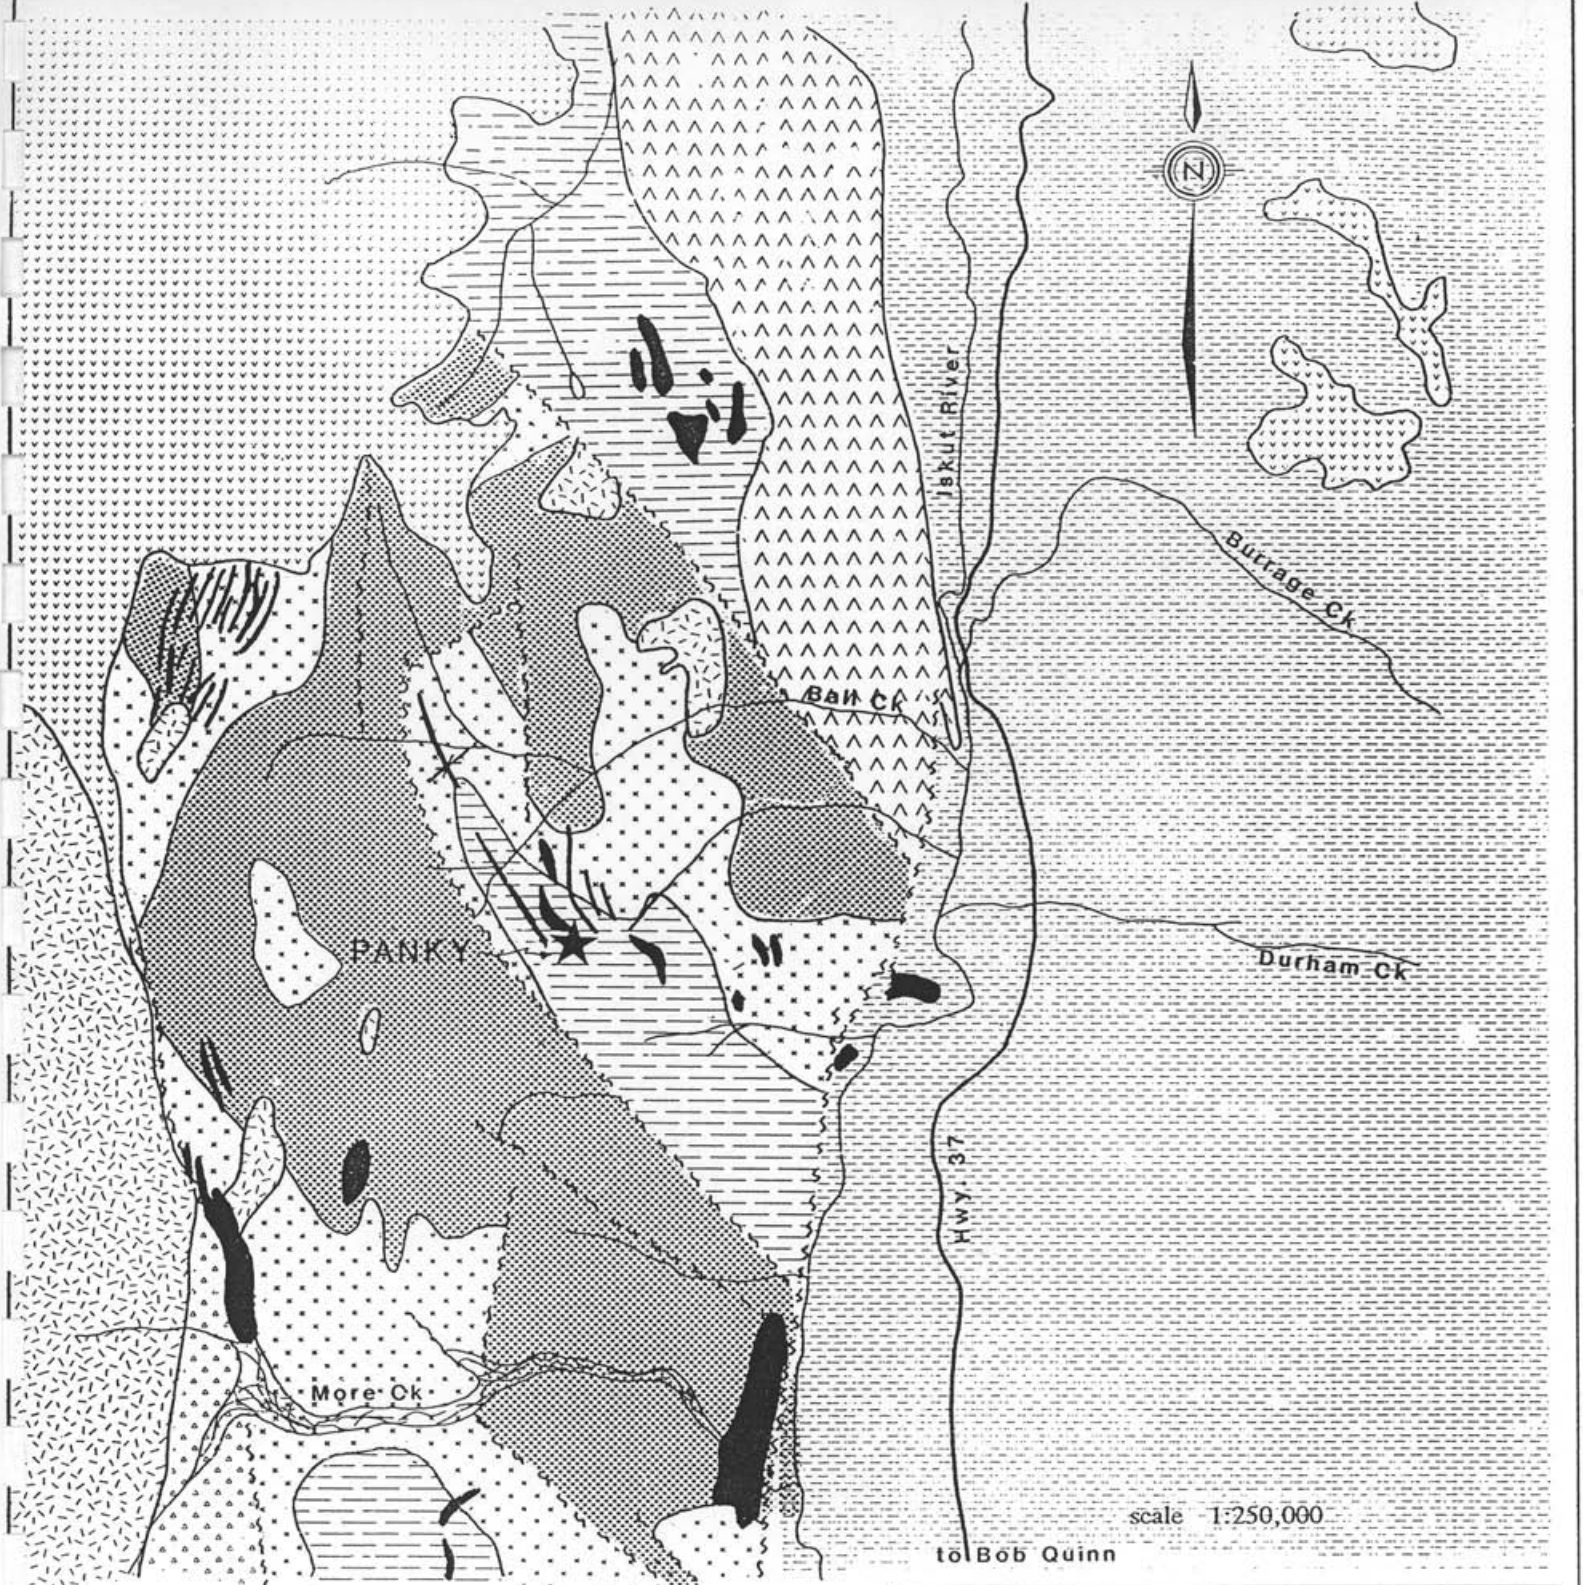 N
Iskut River
Burrage Ck
Ball Ck
PANKY
Durham Ck
Hwy. 37
More Ck
scale 1:250,000
to Bob Quinn